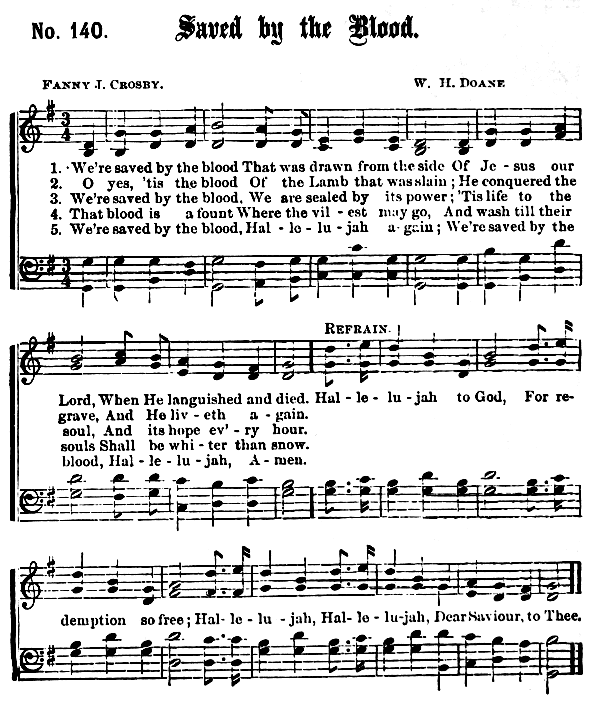 No. 140. Saved by the Blood.
FANNY J. CROSBY. W. H. DOANE
1. We're saved by the blood That was drawn from the side Of Je - sus our
2. O yes, 'tis the blood Of the Lamb that was slain; He conquered the
3. We're saved by the blood, We are sealed by its power; 'Tis life to the
4. That blood is a fount Where the vil - est may go, And wash till their
5. We're saved by the blood, Hal - le - lu - jah a - gain; We're saved by the
REFRAIN.
Lord, When He languished and died. Hal - le - lu - jah to God, For re-
grave, And He liv - eth a - gain.
soul, And its hope ev' - ry hour.
souls Shall be whi - ter than snow.
blood, Hal - le - lu - jah, A - men.
demption so free; Hal - le - lu - jah, Hal - le - lu-jah, Dear Saviour, to Thee.